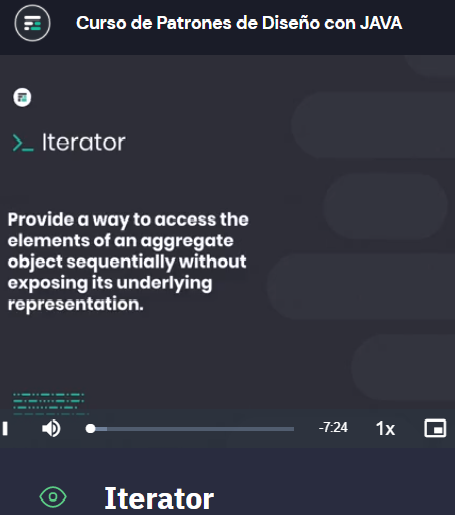 Curso de Patrones de Diseño con JAVA
>_ Iterator
Provide a way to access the
elements of an aggregate
object sequentially without
exposing its underlying
representation.
-7:24
1x
Iterator